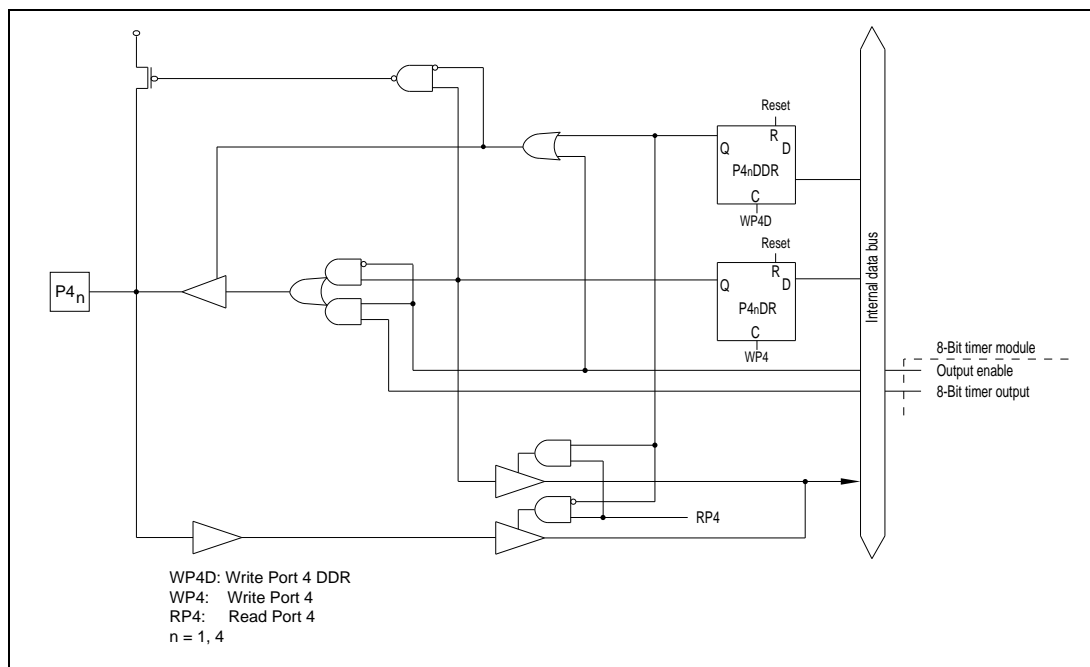 Reset
R
Q
D
P4nDDR
C
WP4D
Reset
R
Q
D
P4nDR
C
WP4
P4n
Internal data bus
8-Bit timer module
Output enable
8-Bit timer output
RP4
WP4D: Write Port 4 DDR
WP4: Write Port 4
RP4: Read Port 4
n = 1, 4